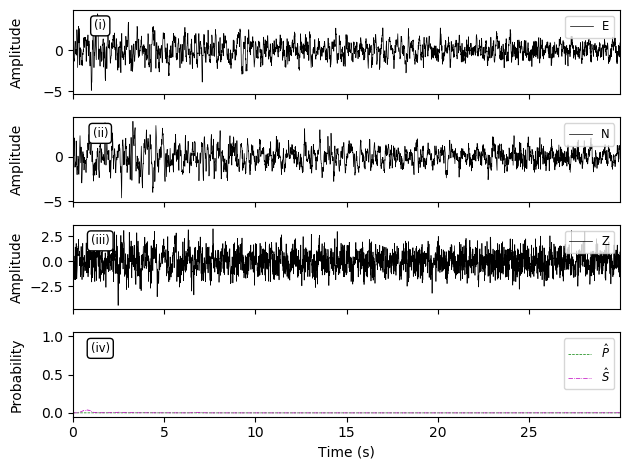 (i)
E
Amplitude
0
−5
(ii)
N
Amplitude
0
−5
(iii)
Z
Amplitude
2.5
0.0
−2.5
(iv)
P̂
Ŝ
Probability
1.0
0.5
0.0
0 5 10 15 20 25
Time (s)